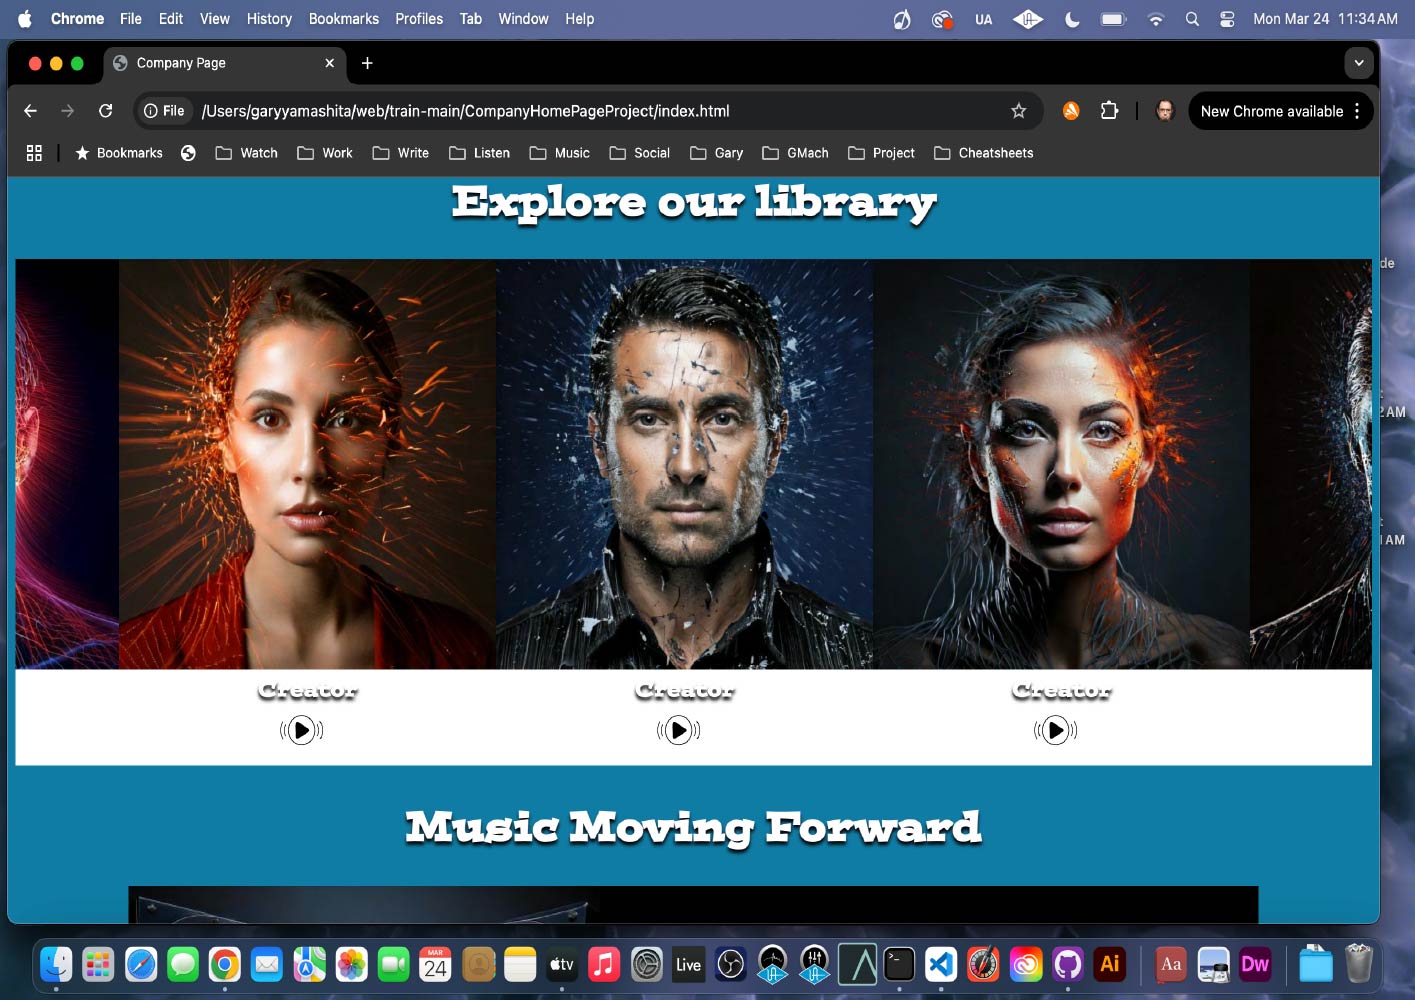 Chrome File Edit View History Bookmarks Profiles Tab Window Help UA Mon Mar 24 11:34 AM
Company Page
File /Users/garyyamashita/web/train-main/CompanyHomePageProject/index.html New Chrome available
Bookmarks Watch Work Write Listen Music Social Gary GMach Project Cheatsheets
Explore our library
de
2 AM
1 AM
Creator Creator Creator
Music Moving Forward
MAR
24 tv Live Ai Aa Dw